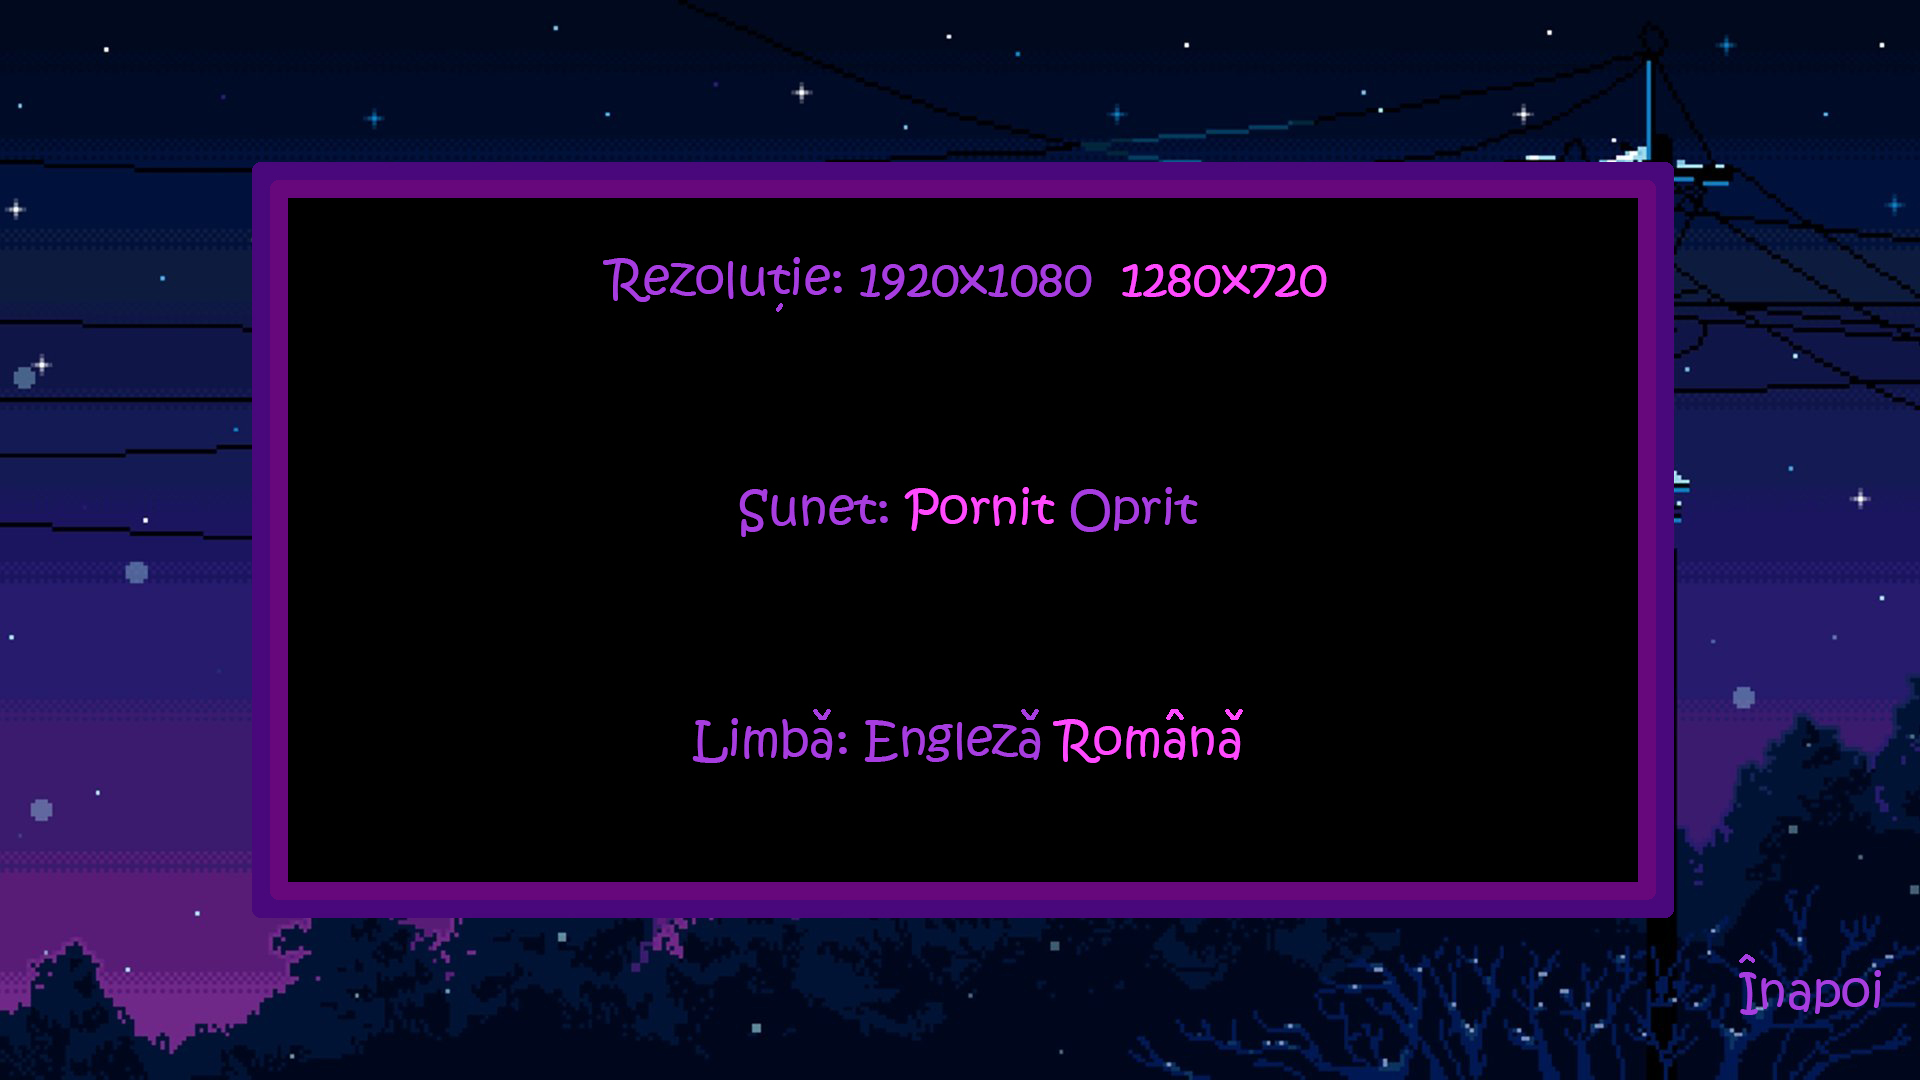 Rezoluție: 1920x1080 1280x720
Sunet: Pornit Oprit
Limbă: Engleză Română
Înapoi